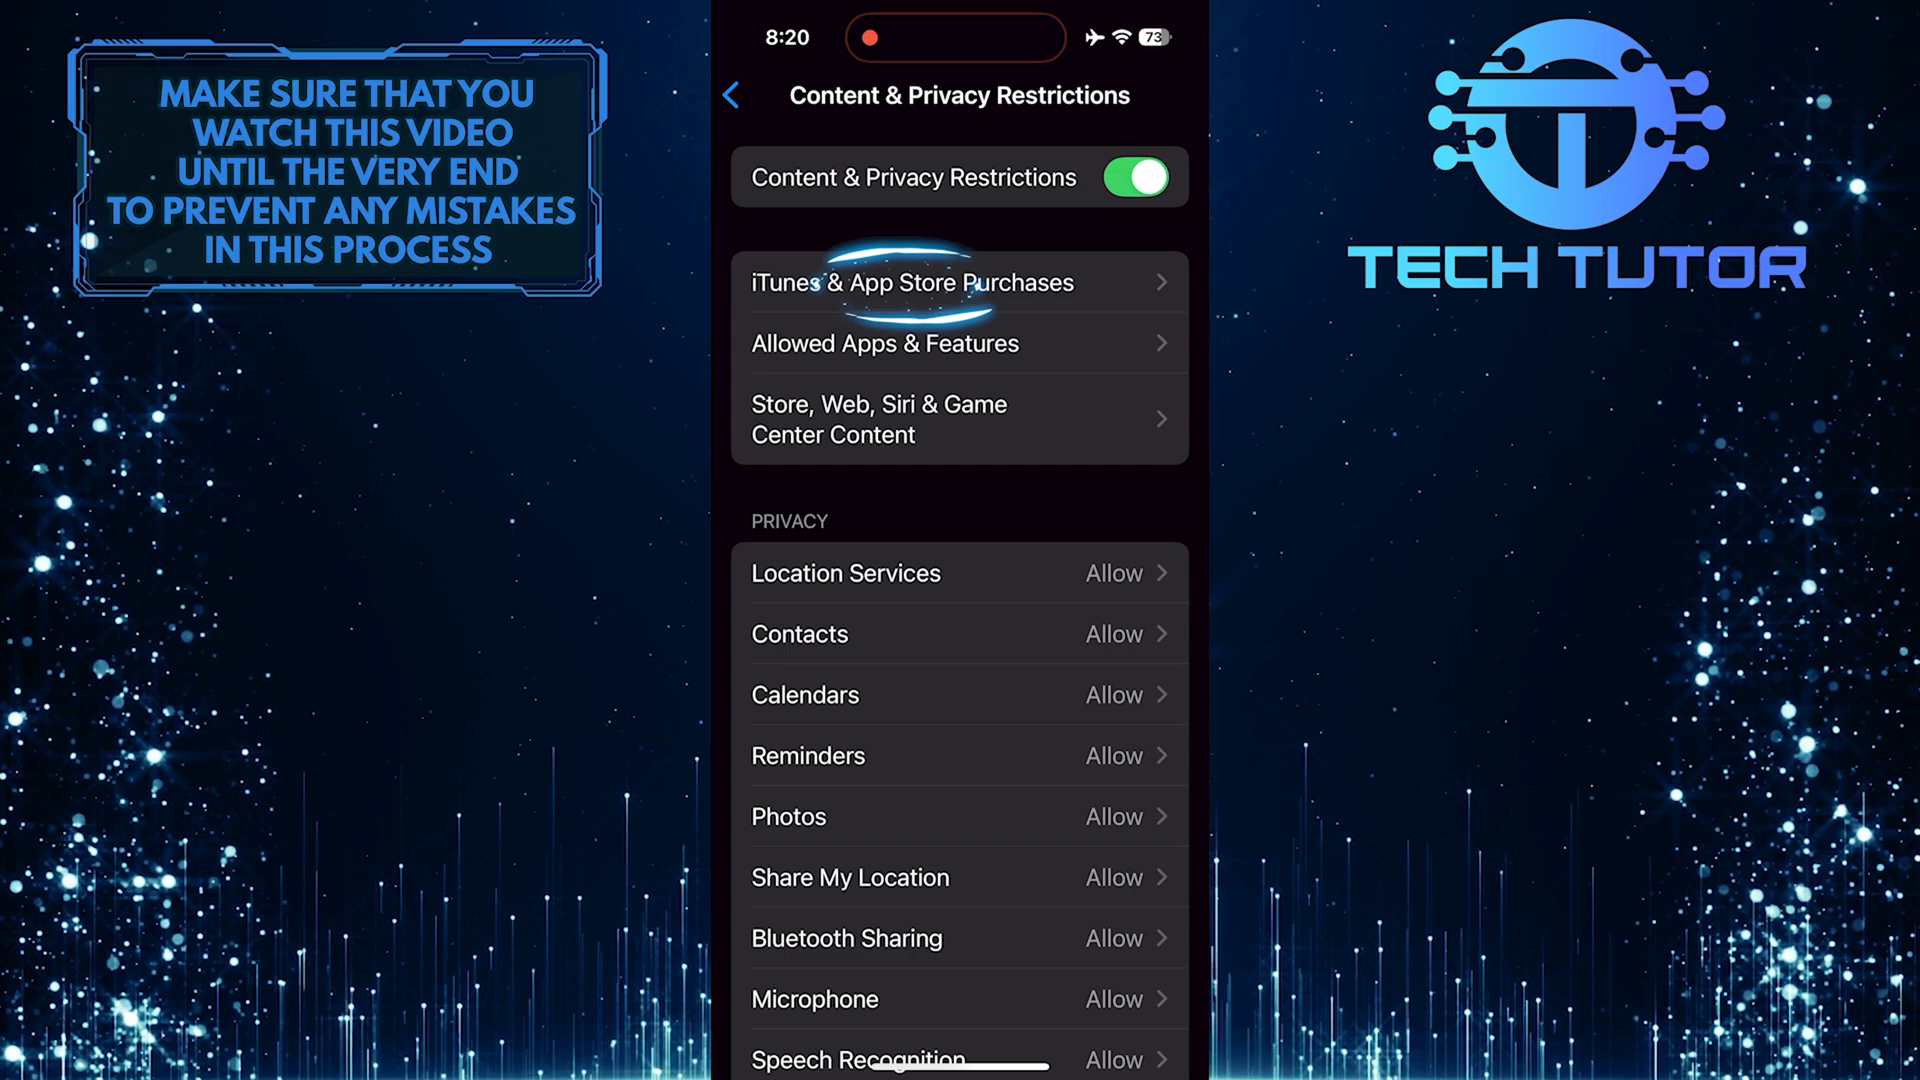 MAKE SURE THAT YOU
WATCH THIS VIDEO
UNTIL THE VERY END
TO PREVENT ANY MISTAKES
IN THIS PROCESS
8:20
73
Content & Privacy Restrictions
Content & Privacy Restrictions
iTunes & App Store Purchases
Allowed Apps & Features
Store, Web, Siri & Game
Center Content
PRIVACY
Location Services Allow
Contacts Allow
Calendars Allow
Reminders Allow
Photos Allow
Share My Location Allow
Bluetooth Sharing Allow
Microphone Allow
Speech Recognition Allow
TECH TUTOR